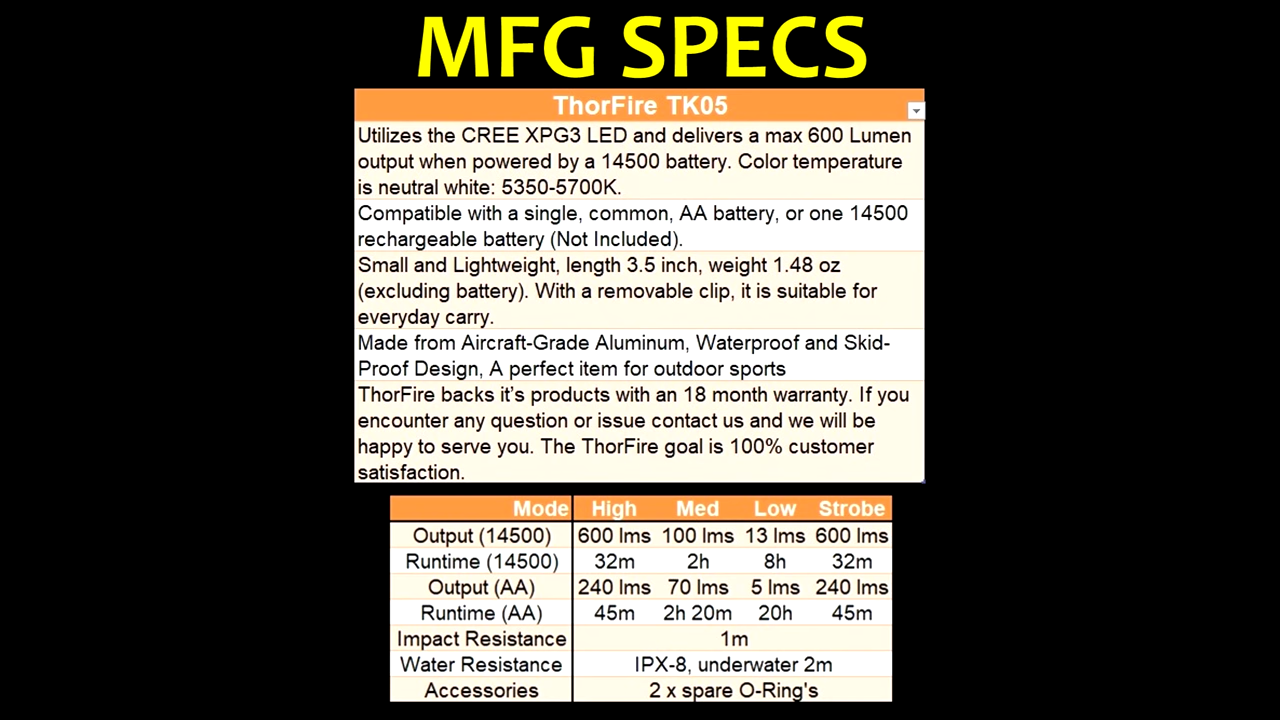 MFG SPECS
ThorFire TK05
Utilizes the CREE XPG3 LED and delivers a max 600 Lumen
output when powered by a 14500 battery. Color temperature
is neutral white: 5350-5700K.
Compatible with a single, common, AA battery, or one 14500
rechargeable battery (Not Included).
Small and Lightweight, length 3.5 inch, weight 1.48 oz
(excluding battery). With a removable clip, it is suitable for
everyday carry.
Made from Aircraft-Grade Aluminum, Waterproof and Skid-
Proof Design, A perfect item for outdoor sports
ThorFire backs it’s products with an 18 month warranty. If you
encounter any question or issue contact us and we will be
happy to serve you. The ThorFire goal is 100% customer
satisfaction.
Mode High Med Low Strobe
Output (14500) 600 lms 100 lms 13 lms 600 lms
Runtime (14500) 32m 2h 8h 32m
Output (AA) 240 lms 70 lms 5 lms 240 lms
Runtime (AA) 45m 2h 20m 20h 45m
Impact Resistance 1m
Water Resistance IPX-8, underwater 2m
Accessories 2 x spare O-Ring's